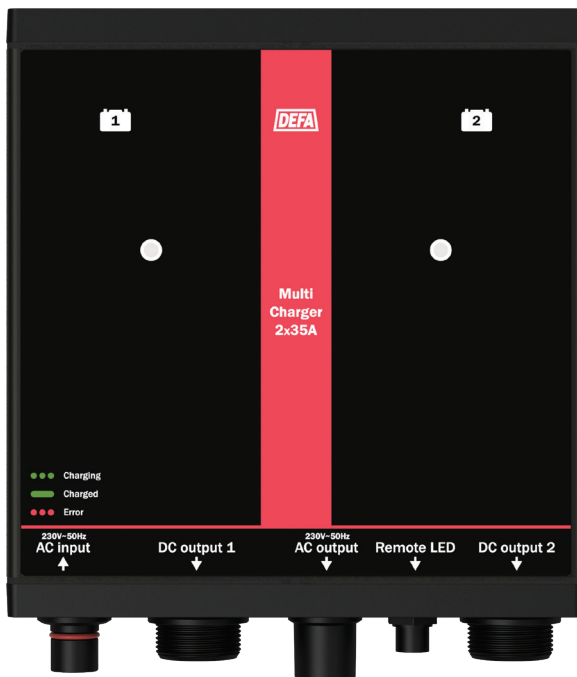 1
DEFA
2
Multi
Charger
2x35A
Charging
Charged
Error
230V~50Hz
AC input
DC output 1
230V~50Hz
AC output
Remote LED
DC output 2